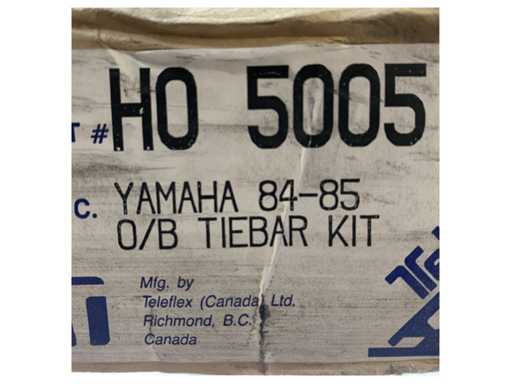 T # HO 5005
C. YAMAHA 84-85
O/B TIEBAR KIT
Mfg. by
Teleflex (Canada) Ltd.
Richmond, B.C.
Canada